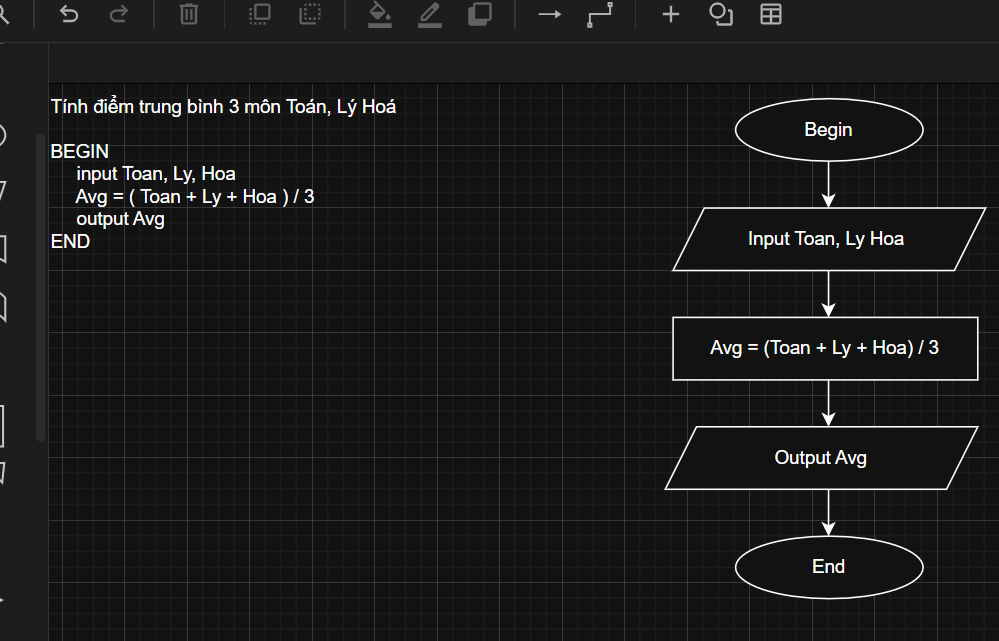 Tính điểm trung bình 3 môn Toán, Lý Hoá
BEGIN
input Toan, Ly, Hoa
Avg = ( Toan + Ly + Hoa ) / 3
output Avg
END
Begin
Input Toan, Ly Hoa
Avg = (Toan + Ly + Hoa) / 3
Output Avg
End